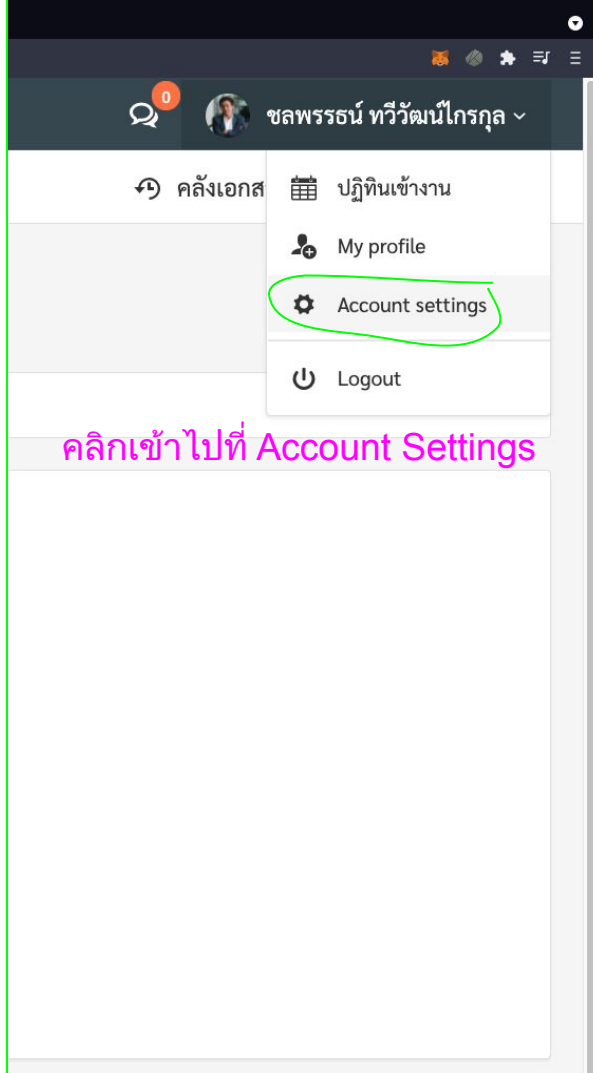 0
ชลพรรธน์ ทวีวัฒน์ไกรกุล
คลังเอกส
ปฏิทินเข้างาน
My profile
Account settings
Logout
คลิกเข้าไปที่ Account Settings